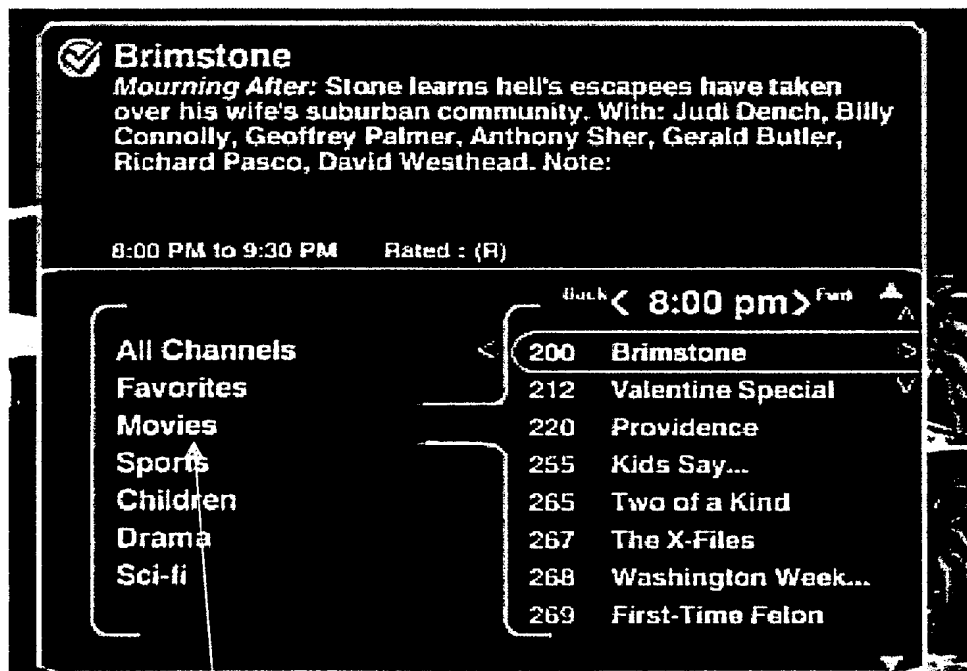 Brimstone
Mourning After: Stone learns hell's escapees have taken
over his wife's suburban community. With: Judi Dench, Billy
Connolly, Geoffrey Palmer, Anthony Sher, Gerald Butler,
Richard Pasco, David Westhead. Note:
8:00 PM to 9:30 PM Rated : (R)
Back < 8:00 pm > Fwd
All Channels
Favorites
Movies
Sports
Children
Drama
Sci-fi
< 200 Brimstone >
212 Valentine Special
220 Providence
255 Kids Say...
265 Two of a Kind
267 The X-Files
268 Washington Week...
269 First-Time Felon